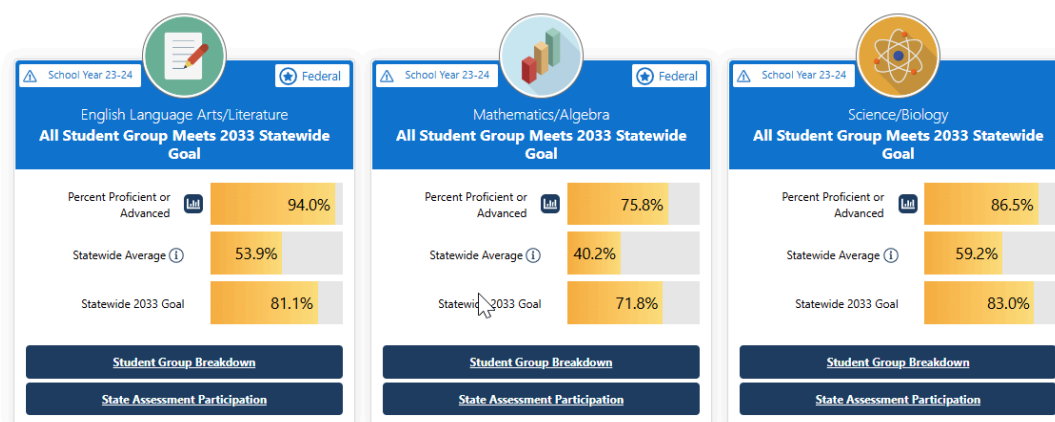 School Year 23-24
Federal
English Language Arts/Literature
All Student Group Meets 2033 Statewide
Goal
Percent Proficient or
Advanced
94.0%
Statewide Average
53.9%
Statewide 2033 Goal
81.1%
Student Group Breakdown
State Assessment Participation
School Year 23-24
Federal
Mathematics/Algebra
All Student Group Meets 2033 Statewide
Goal
Percent Proficient or
Advanced
75.8%
Statewide Average
40.2%
Statewide 2033 Goal
71.8%
Student Group Breakdown
State Assessment Participation
School Year 23-24
Science/Biology
All Student Group Meets 2033 Statewide
Goal
Percent Proficient or
Advanced
86.5%
Statewide Average
59.2%
Statewide 2033 Goal
83.0%
Student Group Breakdown
State Assessment Participation